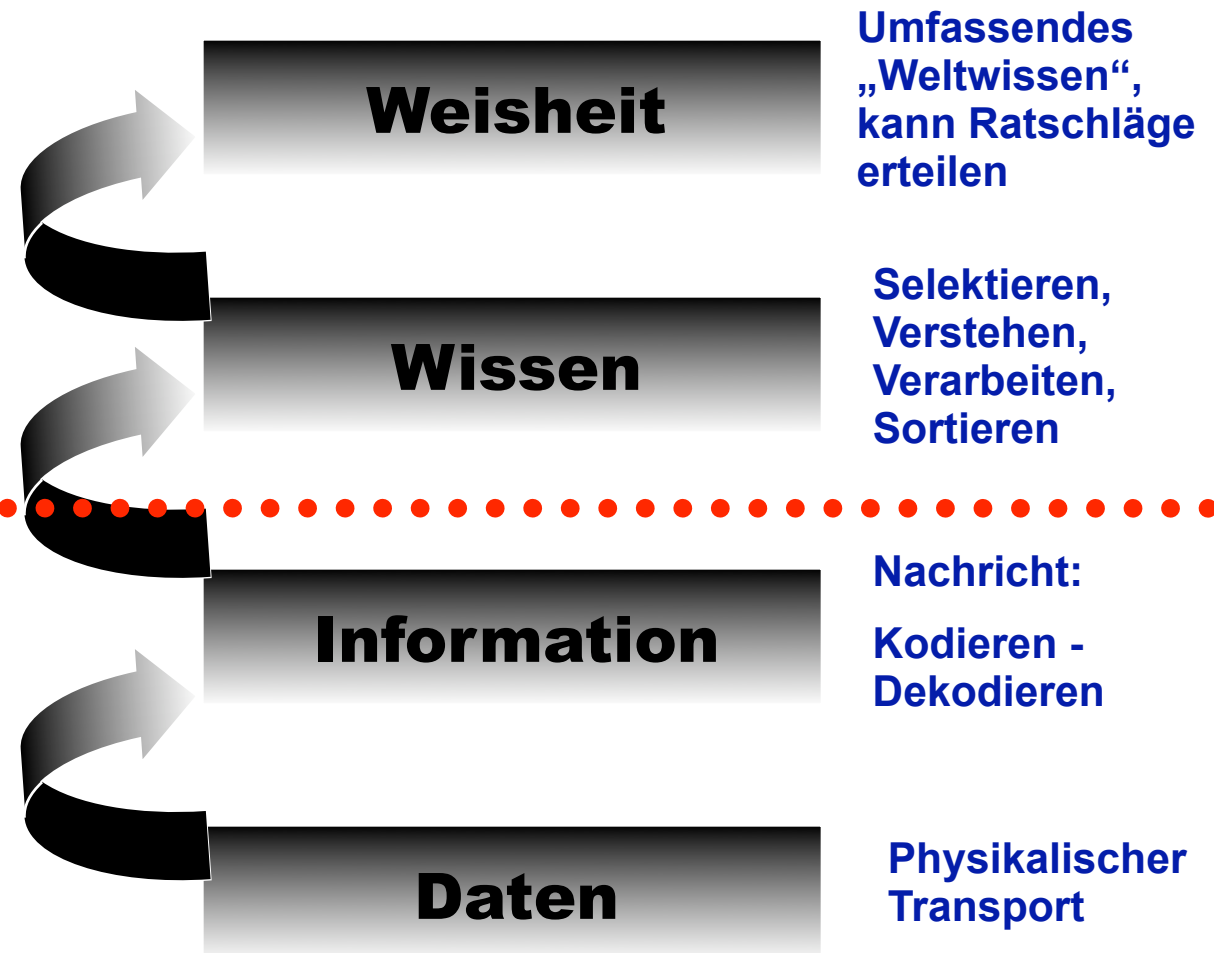 Weisheit
Umfassendes
„Weltwissen“,
kann Ratschläge
erteilen
Wissen
Selektieren,
Verstehen,
Verarbeiten,
Sortieren
Information
Nachricht:
Kodieren -
Dekodieren
Daten
Physikalischer
Transport